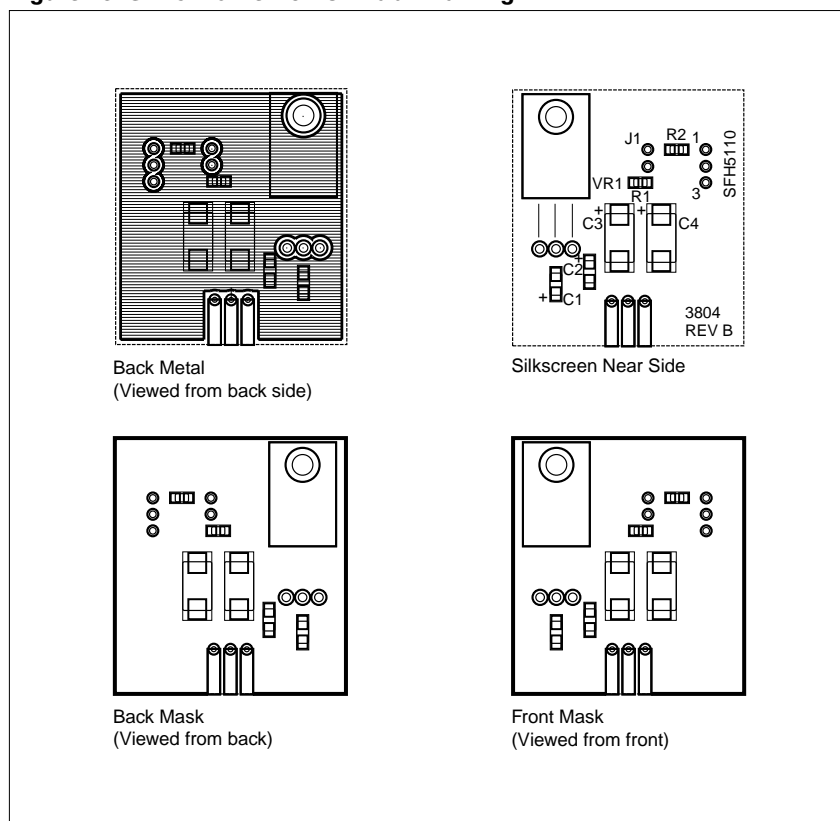 Back Metal
(Viewed from back side)
J1
R2
1
VR1
R1
3
SFH5110
+
C3
+
C4
+
C2
+
C1
3804
REV B
Silkscreen Near Side
Back Mask
(Viewed from back)
Front Mask
(Viewed from front)